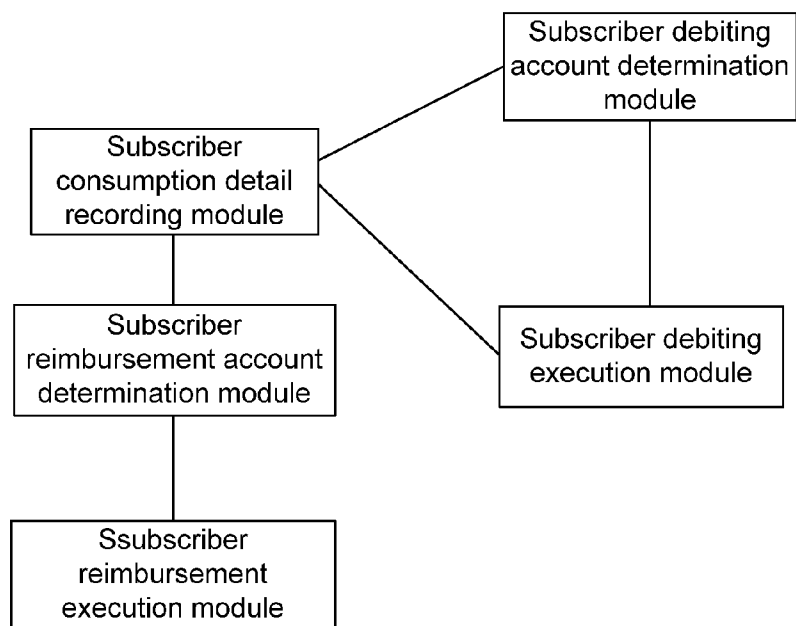 Subscriber debiting
account determination
module
Subscriber
consumption detail
recording module
Subscriber
reimbursement account
determination module
Subscriber debiting
execution module
Ssubscriber
reimbursement
execution module